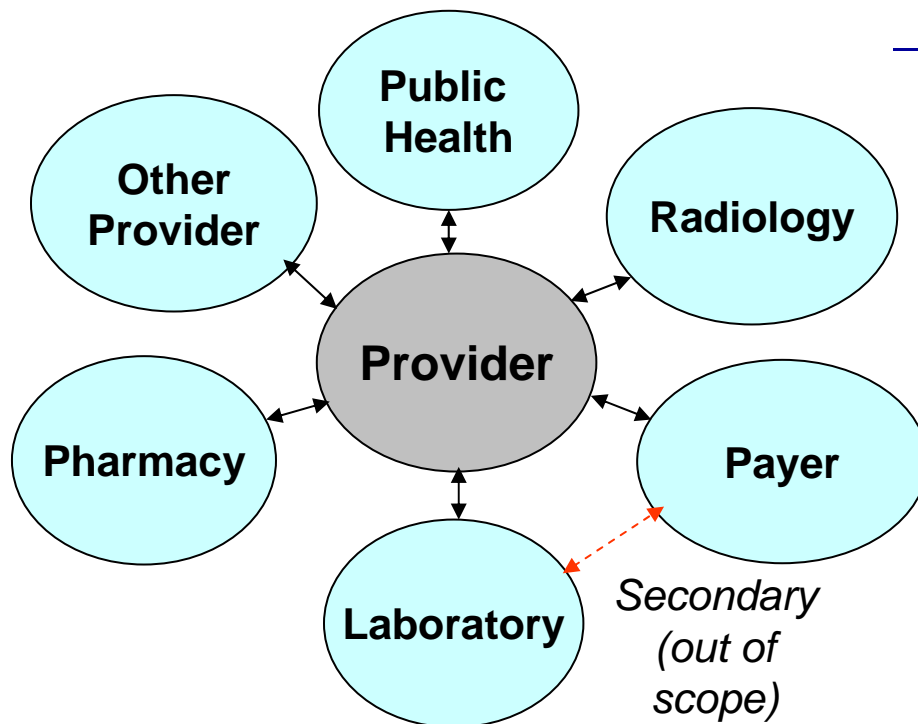 Public
Health
Other
Provider
Radiology
Provider
Pharmacy
Payer
Laboratory
Secondary
(out of
scope)